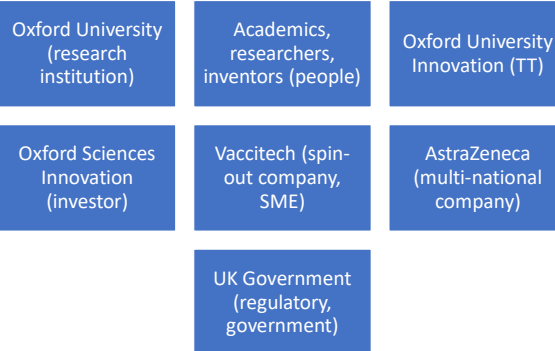 Oxford University
(research
institution)
Academics,
researchers,
inventors (people)
Oxford University
Innovation (TT)
Oxford Sciences
Innovation
(investor)
Vaccitech (spin-
out company,
SME)
AstraZeneca
(multi-national
company)
UK Government
(regulatory,
government)